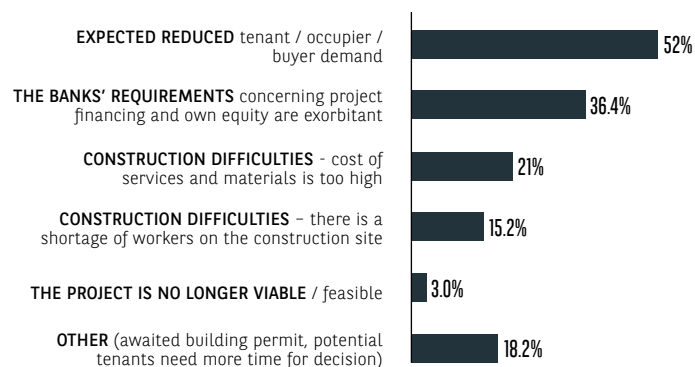 EXPECTED REDUCED tenant / occupier /
buyer demand
52%
THE BANKS' REQUIREMENTS concerning project
financing and own equity are exorbitant
36.4%
CONSTRUCTION DIFFICULTIES - cost of
services and materials is too high
21%
CONSTRUCTION DIFFICULTIES – there is a
shortage of workers on the construction site
15.2%
THE PROJECT IS NO LONGER VIABLE / feasible
3.0%
OTHER (awaited building permit, potential
tenants need more time for decision)
18.2%